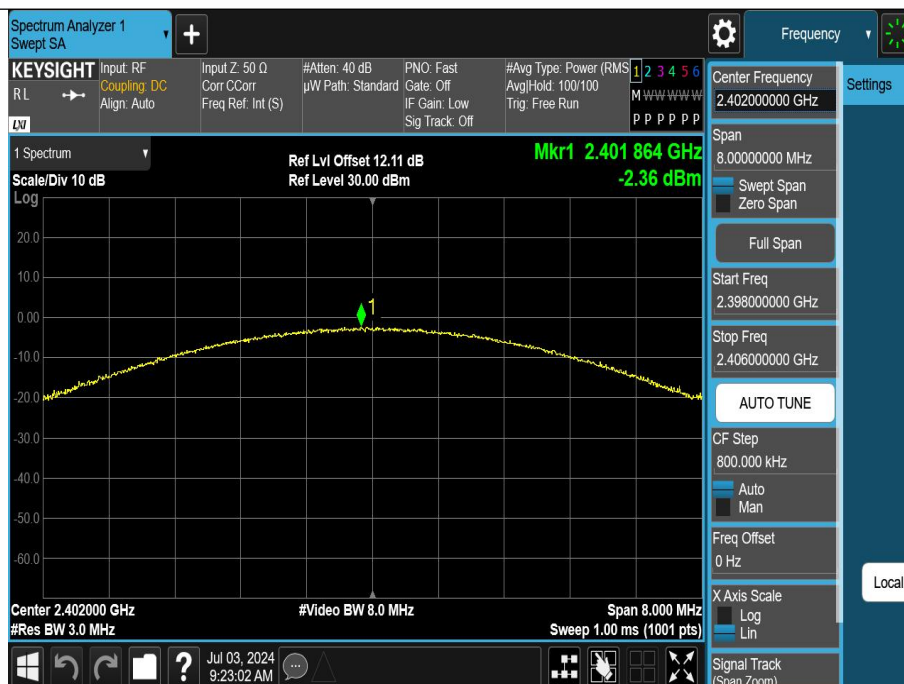 Spectrum Analyzer 1
Swept SA
Frequency
KEYSIGHT
R L
LXI
Input: RF
Coupling: DC
Align: Auto
Input Z: 50 Ω
Corr CCorr
Freq Ref: Int (S)
#Atten: 40 dB
µW Path: Standard
PNO: Fast
Gate: Off
IF Gain: Low
Sig Track: Off
#Avg Type: Power (RMS
Avg|Hold: 100/100
Trig: Free Run
1 2 3 4 5 6
M W W W W W
P P P P P P
Center Frequency
2.402000000 GHz
Settings
Span
8.00000000 MHz
Swept Span
Zero Span
Full Span
Start Freq
2.398000000 GHz
Stop Freq
2.406000000 GHz
AUTO TUNE
CF Step
800.000 kHz
Auto
Man
Freq Offset
0 Hz
X Axis Scale
Log
Lin
Signal Track
(Span Zoom)
Local
1 Spectrum
Scale/Div 10 dB
Log
Ref Lvl Offset 12.11 dB
Ref Level 30.00 dBm
Mkr1 2.401 864 GHz
-2.36 dBm
20.0
10.0
0.00
-10.0
-20.0
-30.0
-40.0
-50.0
-60.0
1
Center 2.402000 GHz
#Res BW 3.0 MHz
#Video BW 8.0 MHz
Span 8.000 MHz
Sweep 1.00 ms (1001 pts)
?
Jul 03, 2024
9:23:02 AM